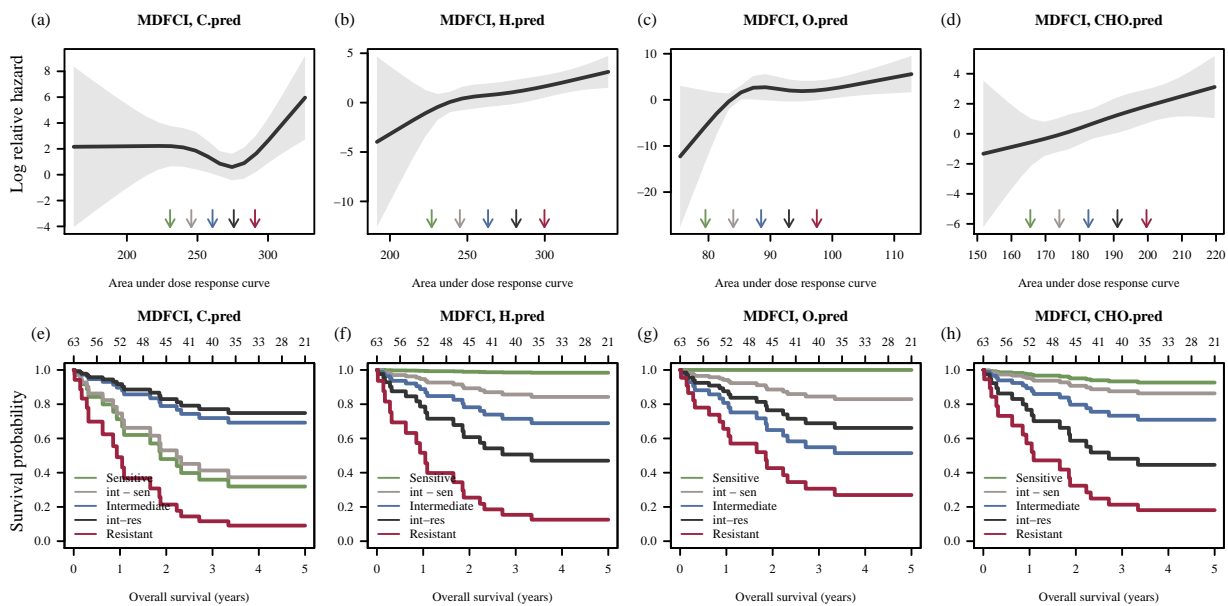 (a) MDFCI, C.pred
(b) MDFCI, H.pred
(c) MDFCI, O.pred
(d) MDFCI, CHO.pred
Log relative hazard
8
6
4
2
0
−2
−4
200 250 300
Area under dose response curve
5
0
−5
−10
200 250 300
Area under dose response curve
10
0
−10
−20
80 90 100 110
Area under dose response curve
6
4
2
0
−2
−4
−6
150 160 170 180 190 200 210 220
Area under dose response curve
(e) MDFCI, C.pred
63 56 52 48 45 41 40 35 33 28 21
Survival probability
1.0
0.8
0.6
0.4
0.2
0.0
Sensitive
int − sen
Intermediate
int−res
Resistant
0 1 2 3 4 5
Overall survival (years)
(f) MDFCI, H.pred
63 56 52 48 45 41 40 35 33 28 21
1.0
0.8
0.6
0.4
0.2
0.0
Sensitive
int − sen
Intermediate
int−res
Resistant
0 1 2 3 4 5
Overall survival (years)
(g) MDFCI, O.pred
63 56 52 48 45 41 40 35 33 28 21
1.0
0.8
0.6
0.4
0.2
0.0
Sensitive
int − sen
Intermediate
int−res
Resistant
0 1 2 3 4 5
Overall survival (years)
(h) MDFCI, CHO.pred
63 56 52 48 45 41 40 35 33 28 21
1.0
0.8
0.6
0.4
0.2
0.0
Sensitive
int − sen
Intermediate
int−res
Resistant
0 1 2 3 4 5
Overall survival (years)